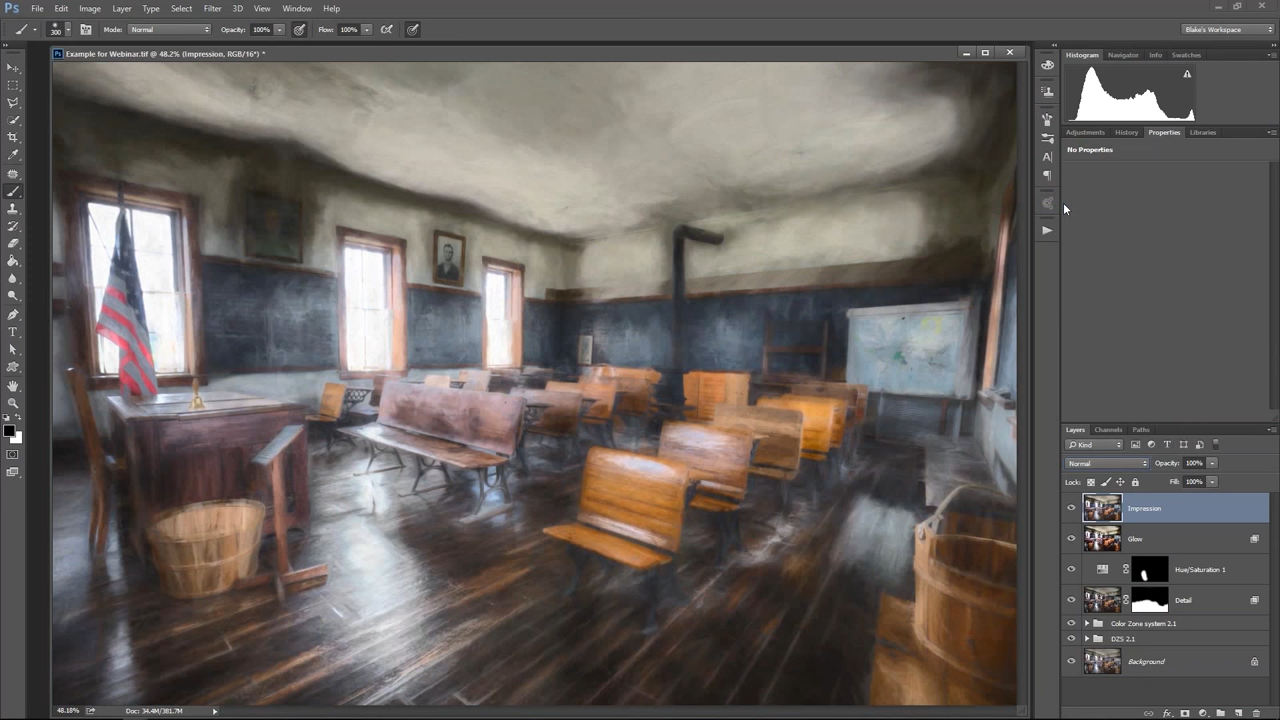 Ps File Edit Image Layer Type Select Filter 3D View Window Help
300 Mode: Normal Opacity: 100% Flow: 100% Blake's Workspace
Ps Example for Webinar.tif @ 48.2% (Impression, RGB/16*) *
Histogram Navigator Info Swatches
Adjustments History Properties Libraries
No Properties
Layers Channels Paths
Kind
Normal Opacity: 100%
Lock: Fill: 100%
Impression
Glow
Hue/Saturation 1
Detail
Color Zone system 2.1
DZS 2.1
Background
48.18% Doc: 34.4M/381.7M